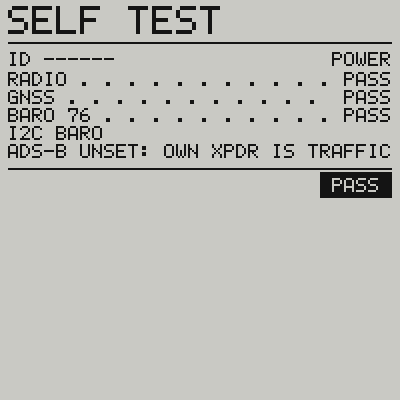 SELF TEST
ID ------ POWER
RADIO . . . . . . . . . . . PASS
GNSS . . . . . . . . . . . PASS
BARO 76 . . . . . . . . . . PASS
I2C BARO
ADS-B UNSET: OWN XPDR IS TRAFFIC
PASS